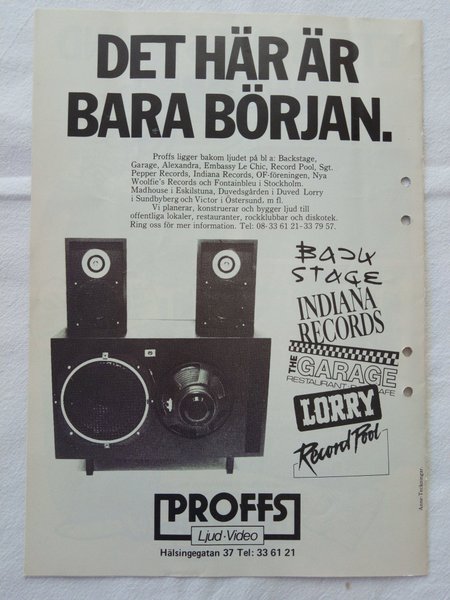 DET HÄR ÄR
BARA BÖRJAN.
Proffs ligger bakom ljudet på bl a: Backstage,
Garage, Alexandra, Embassy Le Chic, Record Pool, Sgt.
Pepper Records, Indiana Records, OF-föreningen, Nya
Woolfie's Records och Fontainbleu i Stockholm.
Madhouse i Eskilstuna, Duvedsgården i Duved Lorry
i Sundbyberg och Victor i Östersund, m fl.
Vi planerar, konstruerar och bygger ljud till
offentliga lokaler, restauranter, rockklubbar och diskotek.
Ring oss för mer information. Tel: 08-33 61 21-33 79 57.
BACK
STAGE
INDIANA
RECORDS
THE
GARAGE
RESTAURANT
LORRY
Record Pool
PROFFS
Ljud·Video
Hälsingegatan 37 Tel: 33 61 21